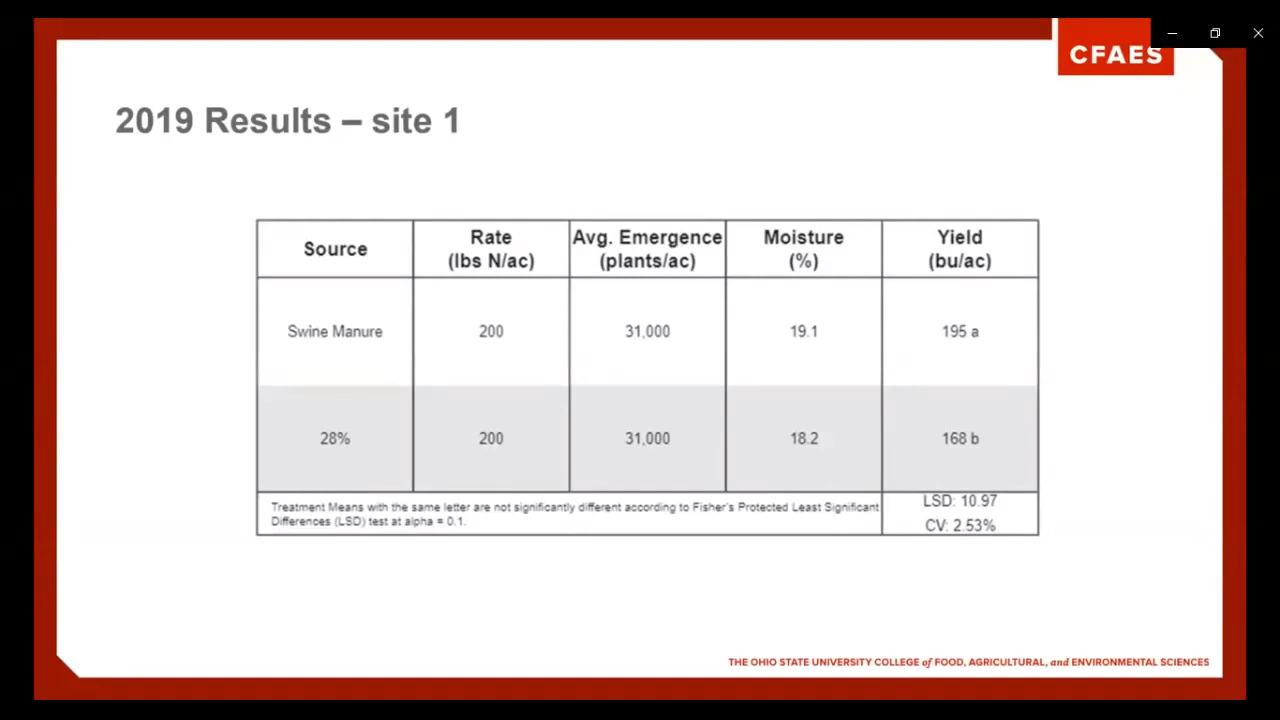 CFAES
2019 Results – site 1
Source
Rate
(lbs N/ac)
Avg. Emergence
(plants/ac)
Moisture
(%)
Yield
(bu/ac)
Swine Manure
200
31,000
19.1
195 a
28%
200
31,000
18.2
168 b
Treatment Means with the same letter are not significantly different according to Fisher's Protected Least Significant
Differences (LSD) test at alpha = 0.1.
LSD: 10.97
CV: 2.53%
THE OHIO STATE UNIVERSITY COLLEGE of FOOD, AGRICULTURAL, and ENVIRONMENTAL SCIENCES